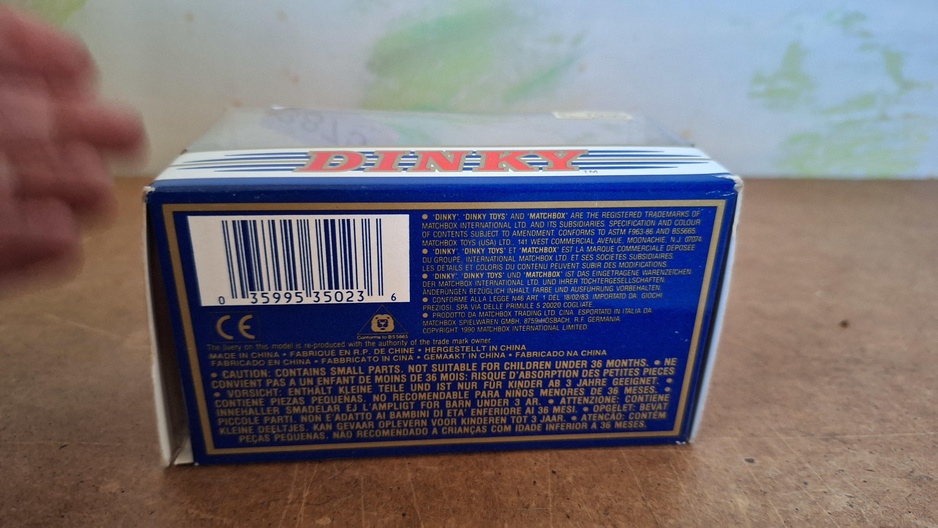 DINKY
TM
• 'DINKY', 'DINKY TOYS' AND 'MATCHBOX' ARE THE REGISTERED TRADEMARKS OF
MATCHBOX INTERNATIONAL LTD. AND ITS SUBSIDIARIES, SPECIFICATION AND COLOUR
OF CONTENTS SUBJECT TO AMENDMENT. CONFORMS TO ASTM F963-86 AND BS5665.
MATCHBOX TOYS (USA) LTD., 141 WEST COMMERCIAL AVENUE, MOONACHIE, N.J. 07074.
• 'DINKY', 'DINKY TOYS' ET 'MATCHBOX' EST LA MARQUE COMMERCIALE DEPOSEE
DU GROUPE, INTERNATIONAL MATCHBOX LTD. ET SES SOCIETES SUBSIDIAIRES.
LES DETAILS ET COLORIS DU CONTENU PEUVENT SUBIR DES MODIFICATIONS.
• 'DINKY', 'DINKY TOYS' UND 'MATCHBOX' IST DAS EINGETRAGENE WARENZEICHEN
DER MATCHBOX INTERNATIONAL LTD. UND IHRER TOCHTERGESELLSCHAFTEN.
ÄNDERUNGEN BEZÜGLICH INHALT, FARBE UND AUSFÜHRUNG VORBEHALTEN.
• CONFORME ALLA LEGGE N46 ART. 1 DEL 18/02/83. IMPORTATO DA. GIOCHI
PREZIOSI, SPA VIA DELLE PRIMULE 5 20020 COGLIATE.
• PRODOTTO DA MATCHBOX TRADING LTD. CINA. ESPORTATO IN ITALIA DA
MATCHBOX SPIELWAREN GMBH, 8759 HÖSBACH, R.F. GERMANIA.
COPYRIGHT 1990 MATCHBOX INTERNATIONAL LIMITED.
0 35995 35023 6
CE
Conforms to BS5665
The livery on this model is re-produced with the authority of the trade mark owner
MADE IN CHINA • FABRIQUE EN R.P. DE CHINE • HERGESTELLT IN CHINA
FABRICADO EN CHINA • FABBRICATO IN CINA • GEMAAKT IN CHINA • FABRICADO NA CHINA
• CAUTION: CONTAINS SMALL PARTS. NOT SUITABLE FOR CHILDREN UNDER 36 MONTHS. • NE
CONVIENT PAS A UN ENFANT DE MOINS DE 36 MOIS: RISQUE D'ABSORPTION DES PETITES PIECES
• VORSICHT: ENTHÄLT KLEINE TEILE UND IST NUR FÜR KINDER AB 3 JAHRE GEEIGNET. •
CONTIENE PIEZAS PEQUENAS, NO RECOMENDABLE PARA NIÑOS MENORES DE 36 MESES. •
INNEHÅLLER SMADELAR EJ LAMPLIGT FOR BARN UNDER 3 AR. • ATTENZIONE: CONTIENE
PICCOLE PARTI. NON E'ADATTO AI BAMBINI DI ETA' ENFERIORE AI 36 MESI. • OPGELET: BEVAT
KLEINE DEELTJES. KAN GEVAAR OPLEVERN VOOR KINDEREN TOT 3 JAAR. • ATENCAO: CONTÉM
PEÇAS PEQUENAS. NÃO RECOMENDADO A CRIANÇAS COM IDADE INFERIOR A 36 MESES.